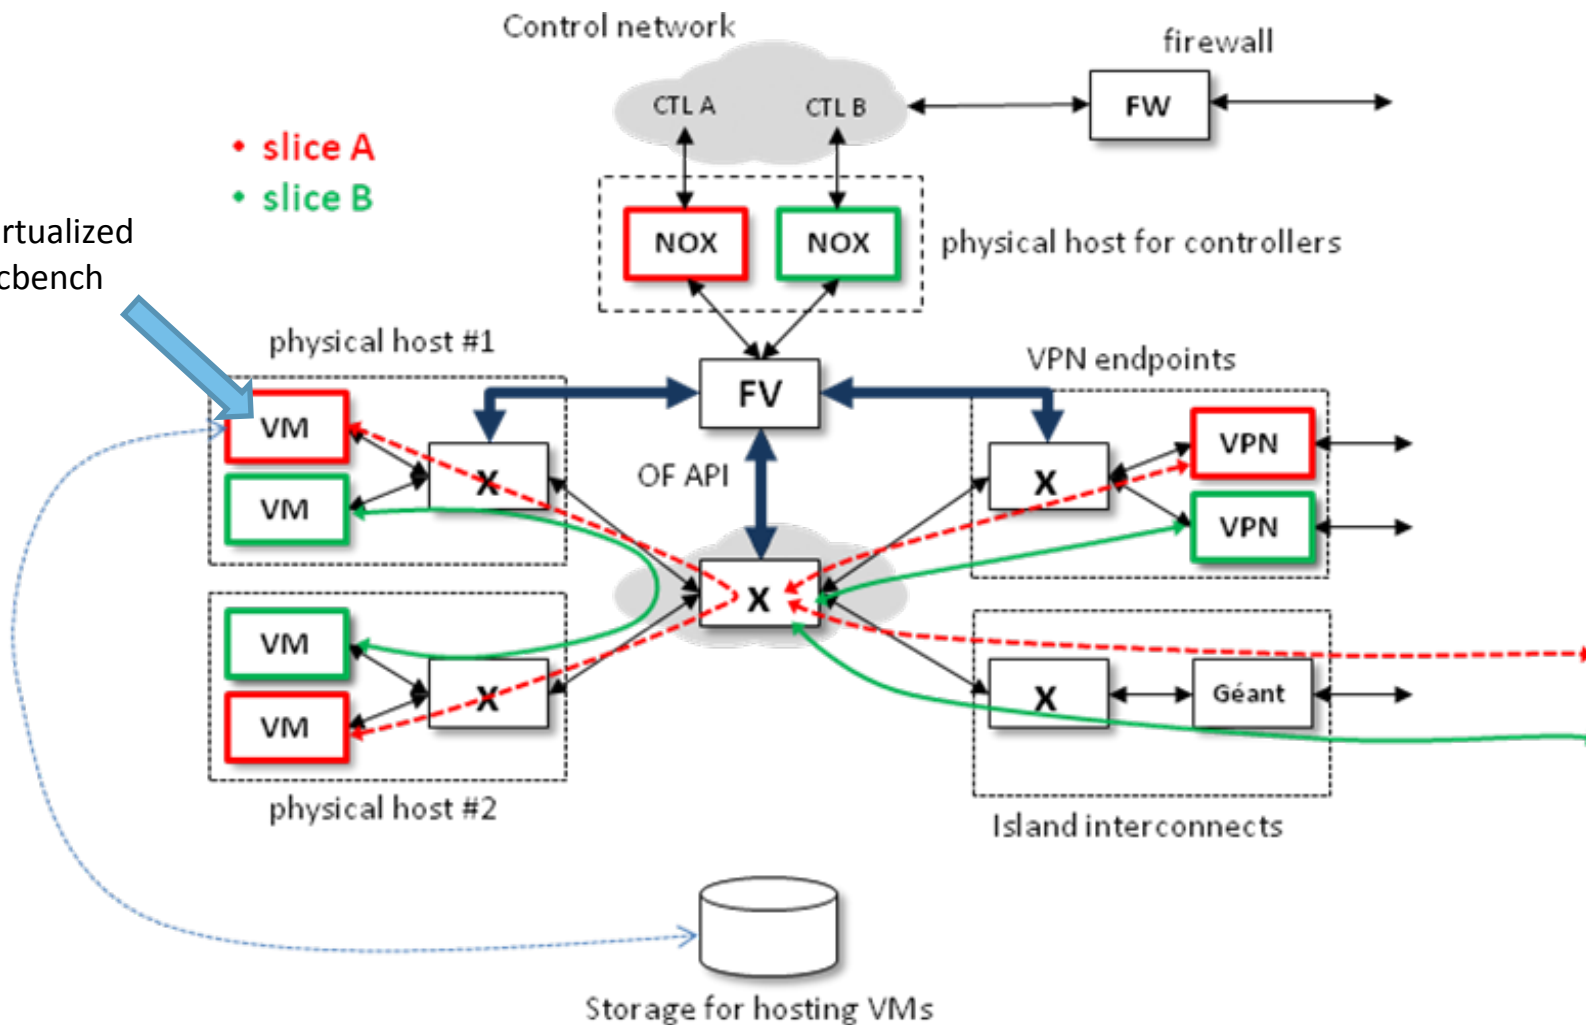 Control network
firewall
CTL A
CTL B
FW
• slice A
• slice B
NOX
NOX
physical host for controllers
physical host #1
FV
VPN endpoints
VM
X
OF API
X
VPN
VM
VPN
X
VM
X
X
Géant
VM
physical host #2
Island interconnects
Storage for hosting VMs